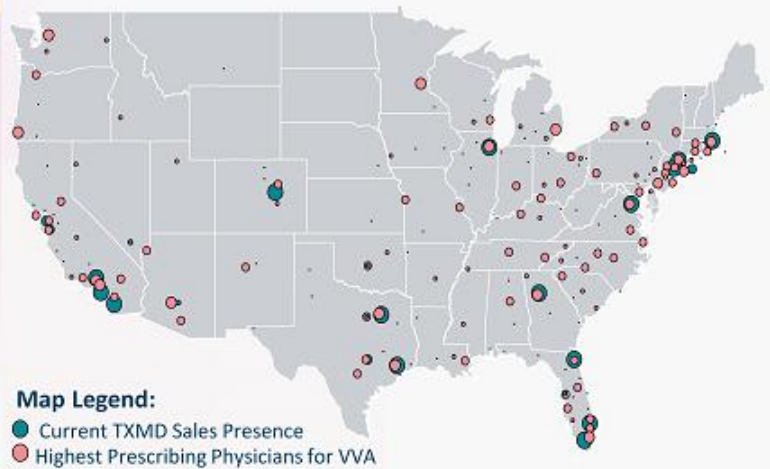 Map Legend:
Current TXMD Sales Presence
Highest Prescribing Physicians for VVA